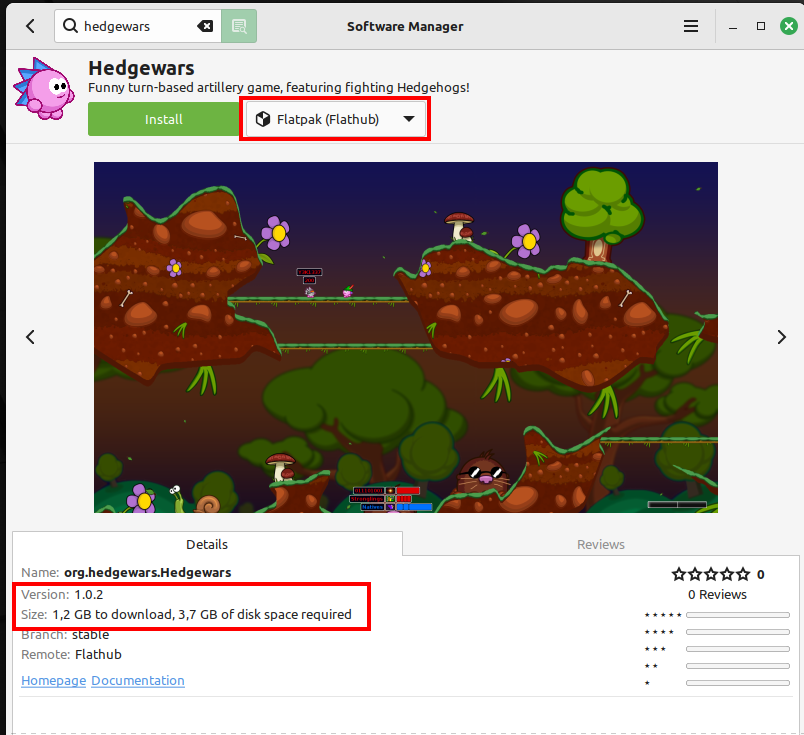 hedgewars
Software Manager
Hedgewars
Funny turn-based artillery game, featuring fighting Hedgehogs!
Install
Flatpak (Flathub)
Details
Reviews
Name: org.hedgewars.Hedgewars
Version: 1.0.2
Size: 1,2 GB to download, 3,7 GB of disk space required
Branch: stable
Remote: Flathub
Homepage Documentation
0
0 Reviews